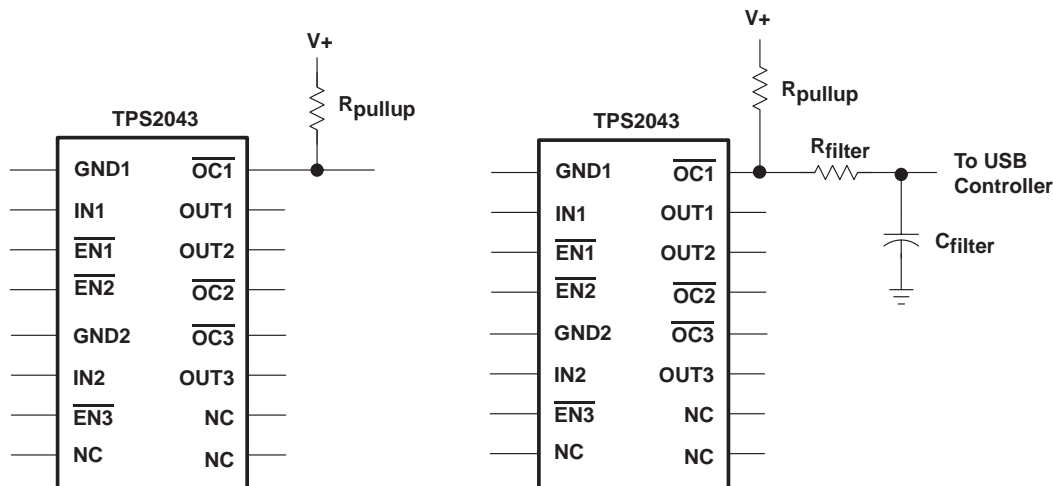 V+
Rpullup
TPS2043
GND1 OC1
IN1 OUT1
EN1 OUT2
EN2 OC2
GND2 OC3
IN2 OUT3
EN3 NC
NC NC
V+
Rpullup
TPS2043
Rfilter
To USB
Controller
Cfilter
GND1 OC1
IN1 OUT1
EN1 OUT2
EN2 OC2
GND2 OC3
IN2 OUT3
EN3 NC
NC NC